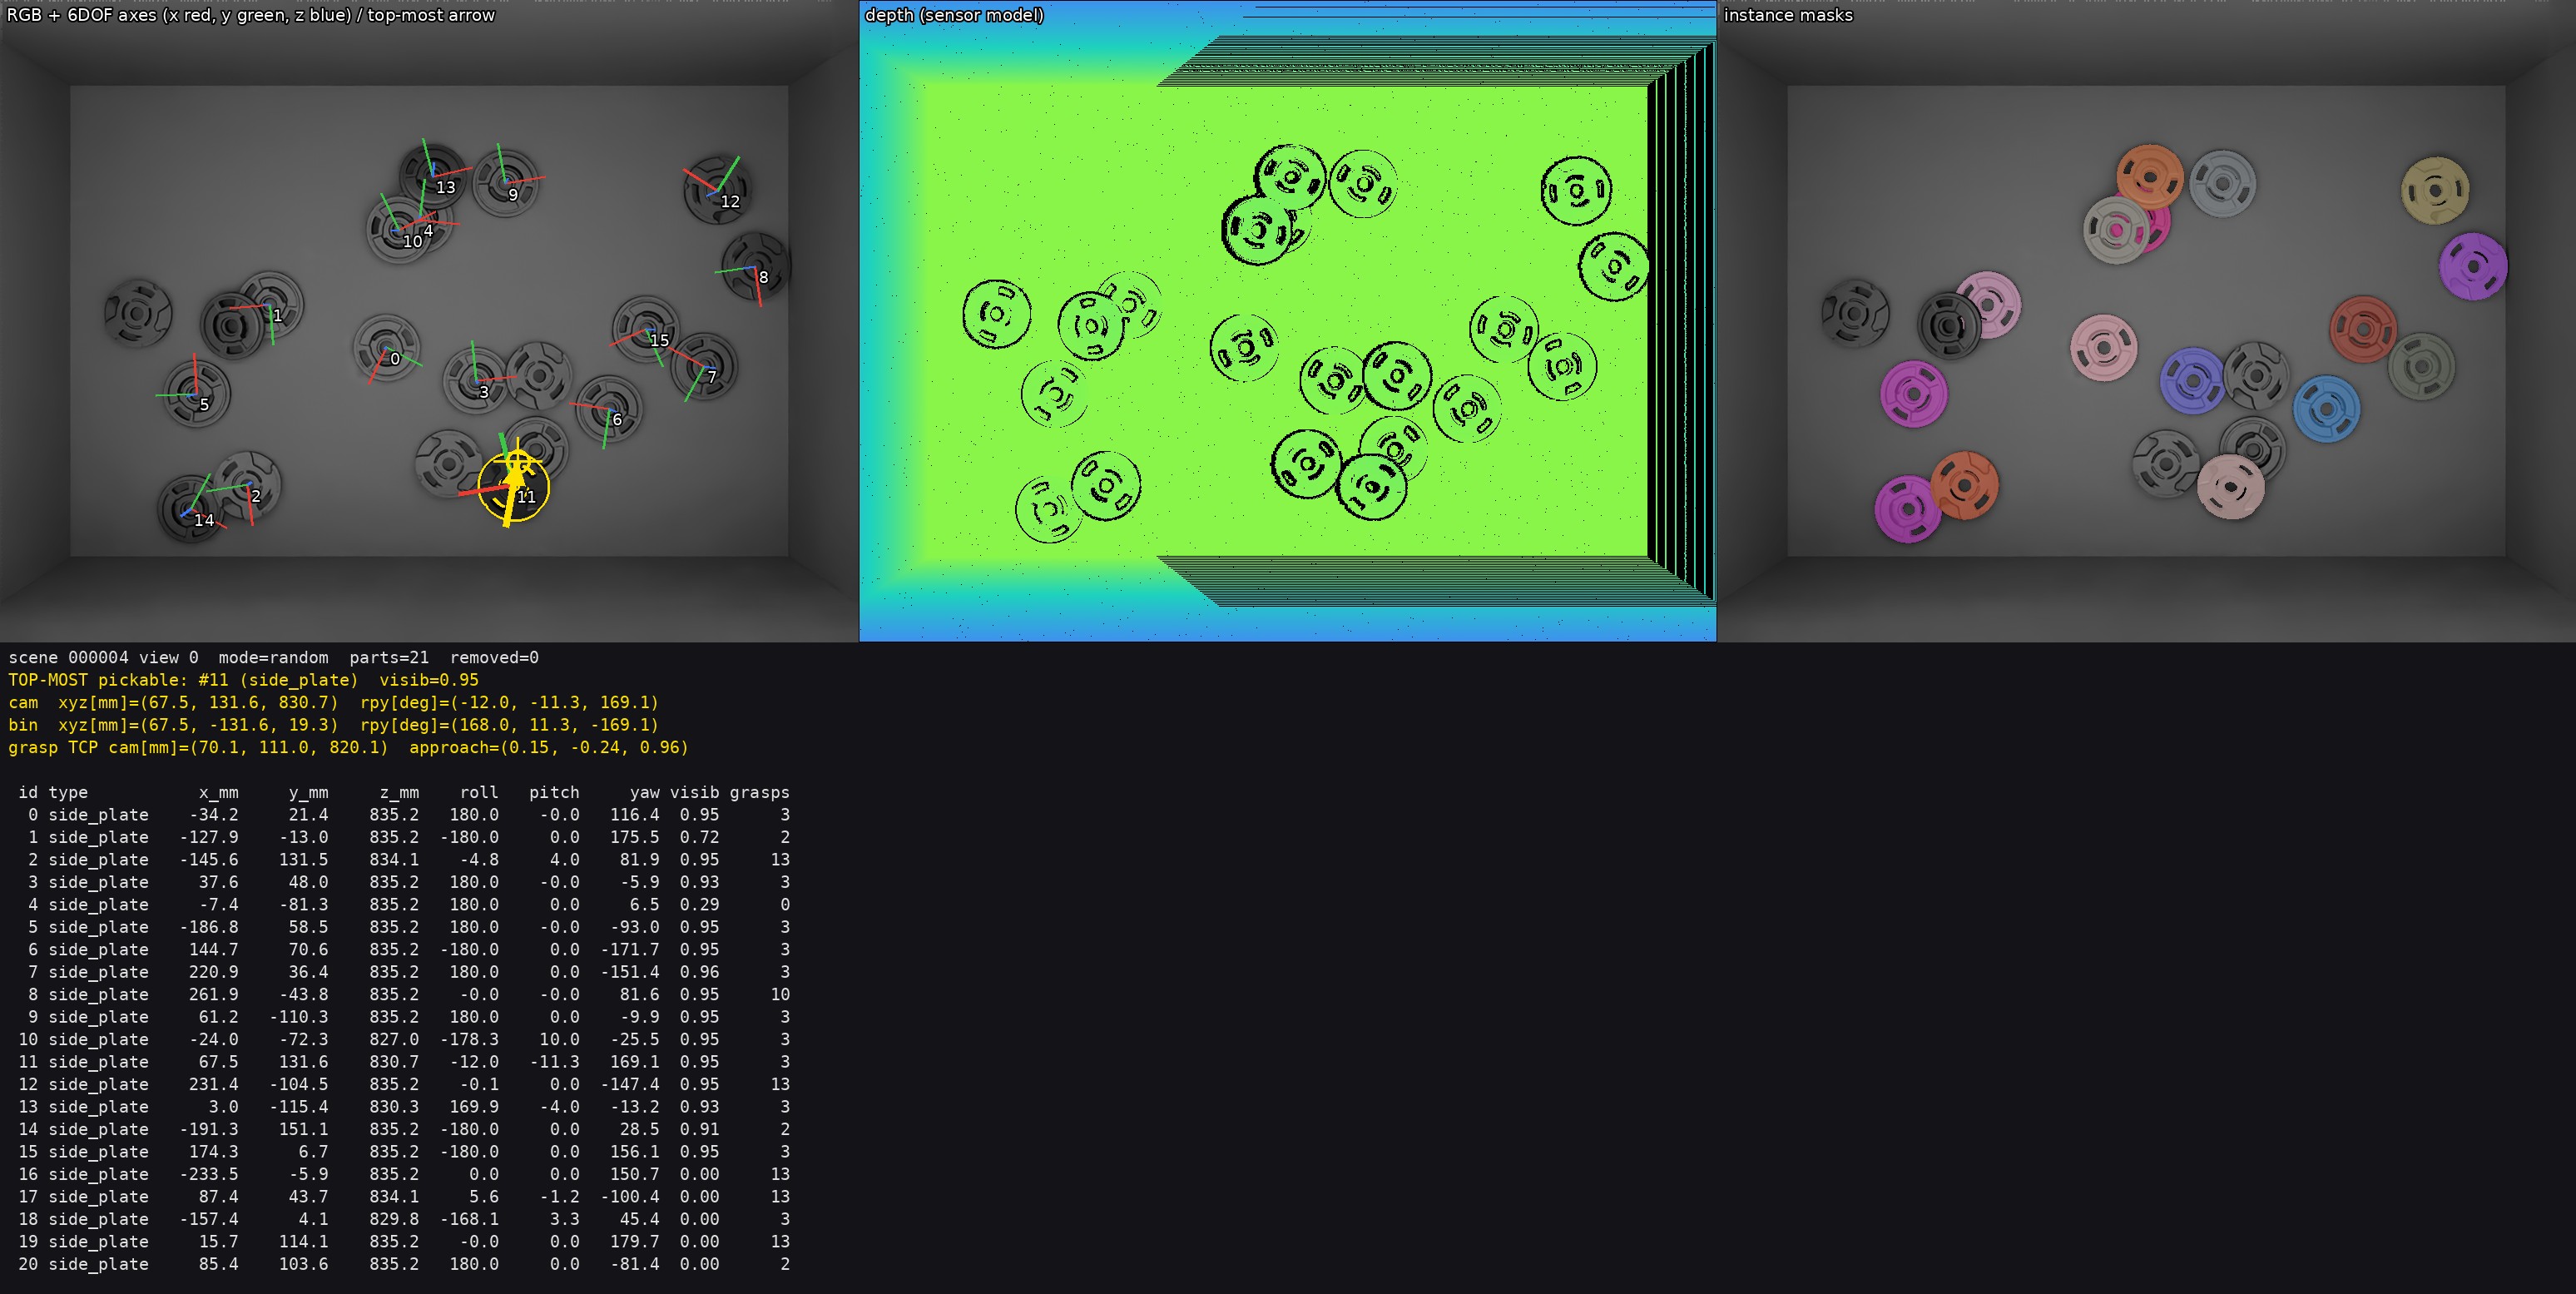 RGB + 6DOF axes (x red, y green, z blue) / top-most arrow
depth (sensor model)
instance masks
13
9
12
10
4
8
1
15
0
7
3
5
6
2
11
14
scene 000004 view 0  mode=random  parts=21  removed=0
TOP-MOST pickable: #11 (side_plate)  visib=0.95
cam  xyz[mm]=(67.5, 131.6, 830.7)  rpy[deg]=(-12.0, -11.3, 169.1)
bin  xyz[mm]=(67.5, -131.6, 19.3)  rpy[deg]=(168.0, 11.3, -169.1)
grasp TCP cam[mm]=(70.1, 111.0, 820.1)  approach=(0.15, -0.24, 0.96)
id type x_mm y_mm z_mm roll pitch yaw visib grasps
0 side_plate -34.2 21.4 835.2 180.0 -0.0 116.4 0.95 3
1 side_plate -127.9 -13.0 835.2 -180.0 0.0 175.5 0.72 2
2 side_plate -145.6 131.5 834.1 -4.8 4.0 81.9 0.95 13
3 side_plate 37.6 48.0 835.2 180.0 -0.0 -5.9 0.93 3
4 side_plate -7.4 -81.3 835.2 180.0 0.0 6.5 0.29 0
5 side_plate -186.8 58.5 835.2 180.0 -0.0 -93.0 0.95 3
6 side_plate 144.7 70.6 835.2 -180.0 0.0 -171.7 0.95 3
7 side_plate 220.9 36.4 835.2 180.0 0.0 -151.4 0.96 3
8 side_plate 261.9 -43.8 835.2 -0.0 -0.0 81.6 0.95 10
9 side_plate 61.2 -110.3 835.2 180.0 0.0 -9.9 0.95 3
10 side_plate -24.0 -72.3 827.0 -178.3 10.0 -25.5 0.95 3
11 side_plate 67.5 131.6 830.7 -12.0 -11.3 169.1 0.95 3
12 side_plate 231.4 -104.5 835.2 -0.1 0.0 -147.4 0.95 13
13 side_plate 3.0 -115.4 830.3 169.9 -4.0 -13.2 0.93 3
14 side_plate -191.3 151.1 835.2 -180.0 0.0 28.5 0.91 2
15 side_plate 174.3 6.7 835.2 -180.0 0.0 156.1 0.95 3
16 side_plate -233.5 -5.9 835.2 0.0 0.0 150.7 0.00 13
17 side_plate 87.4 43.7 834.1 5.6 -1.2 -100.4 0.00 13
18 side_plate -157.4 4.1 829.8 -168.1 3.3 45.4 0.00 3
19 side_plate 15.7 114.1 835.2 -0.0 0.0 179.7 0.00 13
20 side_plate 85.4 103.6 835.2 180.0 0.0 -81.4 0.00 2